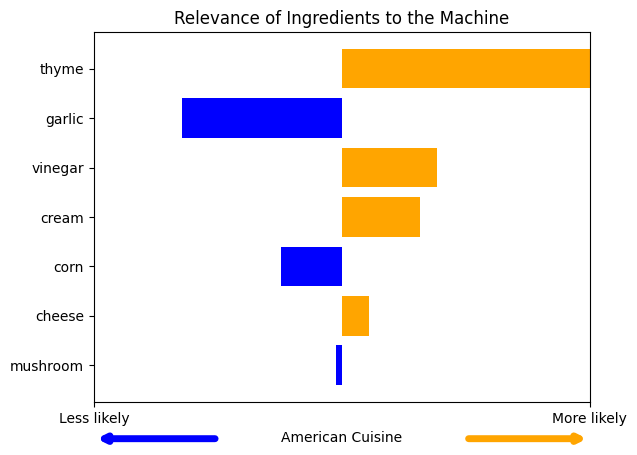 Relevance of Ingredients to the Machine
thyme
garlic
vinegar
cream
corn
cheese
mushroom
Less likely
More likely
American Cuisine